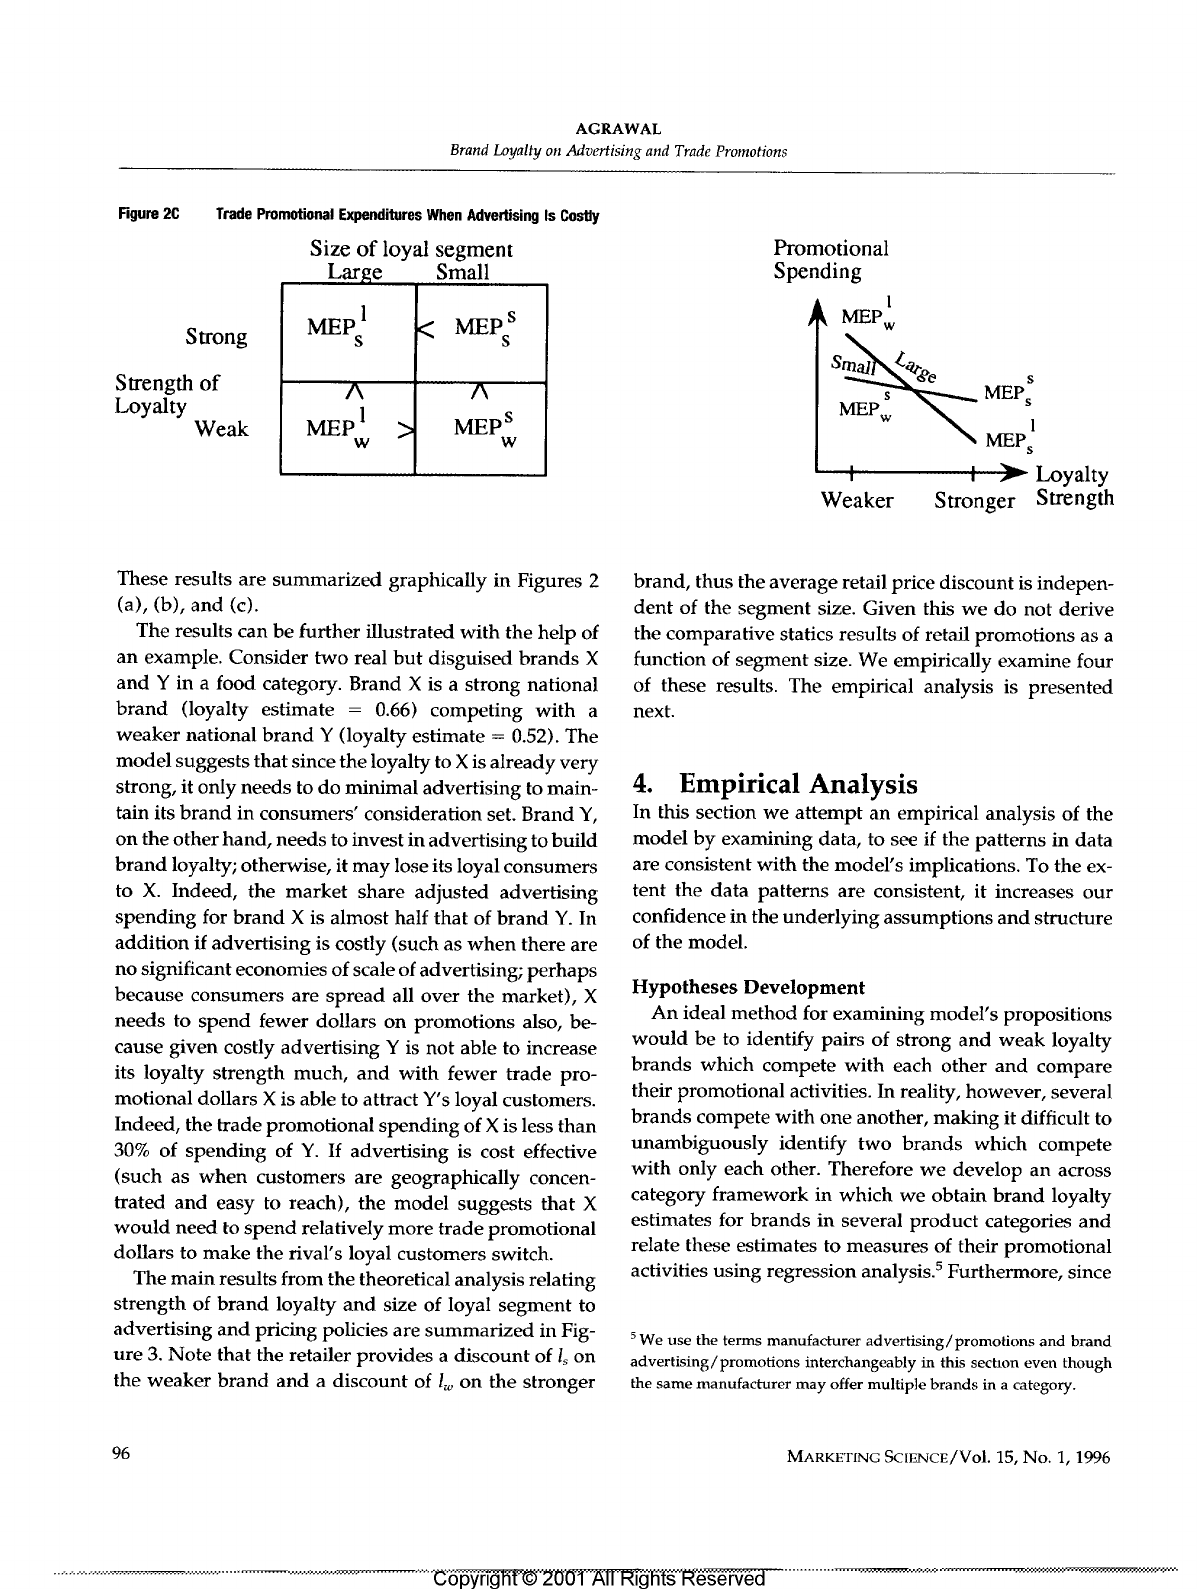 AGRAWAL
Brand Loyalty on Advertising and Trade Promotions
Figure 2C Trade Promotional Expenditures When Advertising Is Costly
Size of loyal segment
Large Small
Strong
Strength of
Loyalty
Weak
MEP l s < MEP s s
∧ ∧
MEP l w > MEP s w
Promotional
Spending
MEP l w
Small Large
MEP s w
MEP s s
MEP l s
Loyalty
Weaker Stronger Strength
These results are summarized graphically in Figures 2
(a), (b), and (c).
The results can be further illustrated with the help of
an example. Consider two real but disguised brands X
and Y in a food category. Brand X is a strong national
brand (loyalty estimate = 0.66) competing with a
weaker national brand Y (loyalty estimate = 0.52). The
model suggests that since the loyalty to X is already very
strong, it only needs to do minimal advertising to main-
tain its brand in consumers' consideration set. Brand Y,
on the other hand, needs to invest in advertising to build
brand loyalty; otherwise, it may lose its loyal consumers
to X. Indeed, the market share adjusted advertising
spending for brand X is almost half that of brand Y. In
addition if advertising is costly (such as when there are
no significant economies of scale of advertising; perhaps
because consumers are spread all over the market), X
needs to spend fewer dollars on promotions also, be-
cause given costly advertising Y is not able to increase
its loyalty strength much, and with fewer trade pro-
motional dollars X is able to attract Y's loyal customers.
Indeed, the trade promotional spending of X is less than
30% of spending of Y. If advertising is cost effective
(such as when customers are geographically concen-
trated and easy to reach), the model suggests that X
would need to spend relatively more trade promotional
dollars to make the rival's loyal customers switch.
The main results from the theoretical analysis relating
strength of brand loyalty and size of loyal segment to
advertising and pricing policies are summarized in Fig-
ure 3. Note that the retailer provides a discount of lₛ on
the weaker brand and a discount of l_w on the stronger
brand, thus the average retail price discount is indepen-
dent of the segment size. Given this we do not derive
the comparative statics results of retail promotions as a
function of segment size. We empirically examine four
of these results. The empirical analysis is presented
next.
4. Empirical Analysis
In this section we attempt an empirical analysis of the
model by examining data, to see if the patterns in data
are consistent with the model's implications. To the ex-
tent the data patterns are consistent, it increases our
confidence in the underlying assumptions and structure
of the model.
Hypotheses Development
An ideal method for examining model's propositions
would be to identify pairs of strong and weak loyalty
brands which compete with each other and compare
their promotional activities. In reality, however, several
brands compete with one another, making it difficult to
unambiguously identify two brands which compete
with only each other. Therefore we develop an across
category framework in which we obtain brand loyalty
estimates for brands in several product categories and
relate these estimates to measures of their promotional
activities using regression analysis.⁵ Furthermore, since
⁵ We use the terms manufacturer advertising/promotions and brand
advertising/promotions interchangeably in this section even though
the same manufacturer may offer multiple brands in a category.
96
MARKETING SCIENCE/Vol. 15, No. 1, 1996
Copyright © 2001 All Rights Reserved